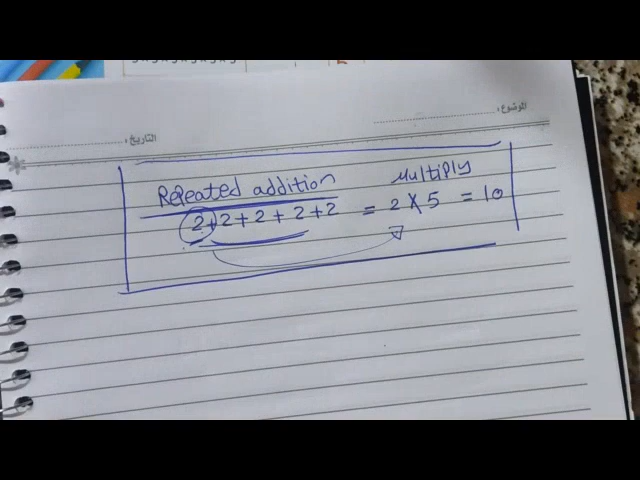 الموضوع:
التاريخ:
Repeated addition
Multiply
2+2+2+2+2 = 2 X 5 = 10